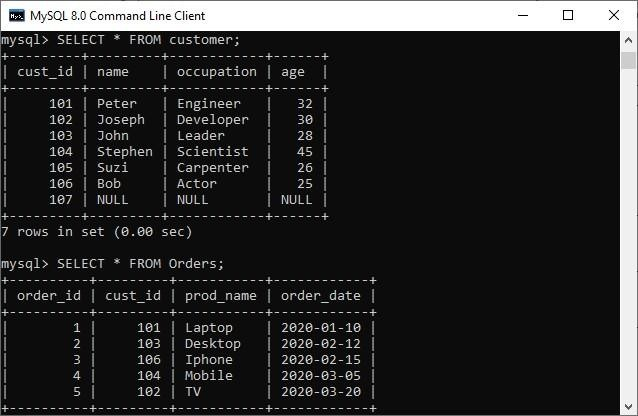 MySQL 8.0 Command Line Client
mysql> SELECT * FROM customer;
+---------+---------+------------+------+
| cust_id | name    | occupation | age  |
+---------+---------+------------+------+
|     101 | Peter   | Engineer   |   32 |
|     102 | Joseph  | Developer  |   30 |
|     103 | John    | Leader     |   28 |
|     104 | Stephen | Scientist  |   45 |
|     105 | Suzi    | Carpenter  |   26 |
|     106 | Bob     | Actor      |   25 |
|     107 | NULL    | NULL       | NULL |
+---------+---------+------------+------+
7 rows in set (0.00 sec)
mysql> SELECT * FROM Orders;
+----------+---------+-----------+------------+
| order_id | cust_id | prod_name | order_date |
+----------+---------+-----------+------------+
|        1 |     101 | Laptop    | 2020-01-10 |
|        2 |     103 | Desktop   | 2020-02-12 |
|        3 |     106 | Iphone    | 2020-02-15 |
|        4 |     104 | Mobile    | 2020-03-05 |
|        5 |     102 | TV        | 2020-03-20 |
+----------+---------+-----------+------------+